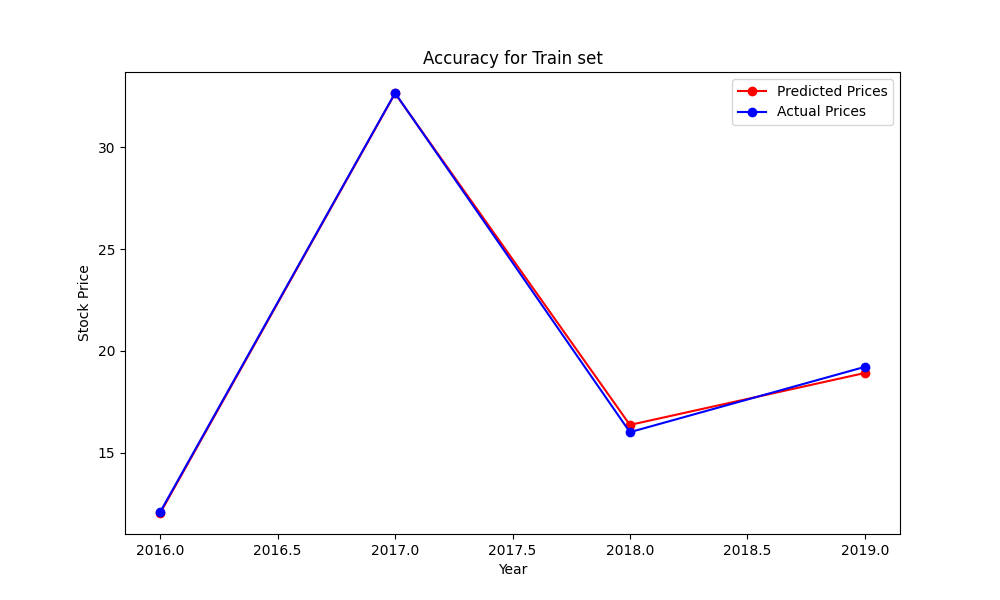 Accuracy for Train set
Predicted Prices
Actual Prices
30
25
20
15
Stock Price
2016.0 2016.5 2017.0 2017.5 2018.0 2018.5 2019.0
Year